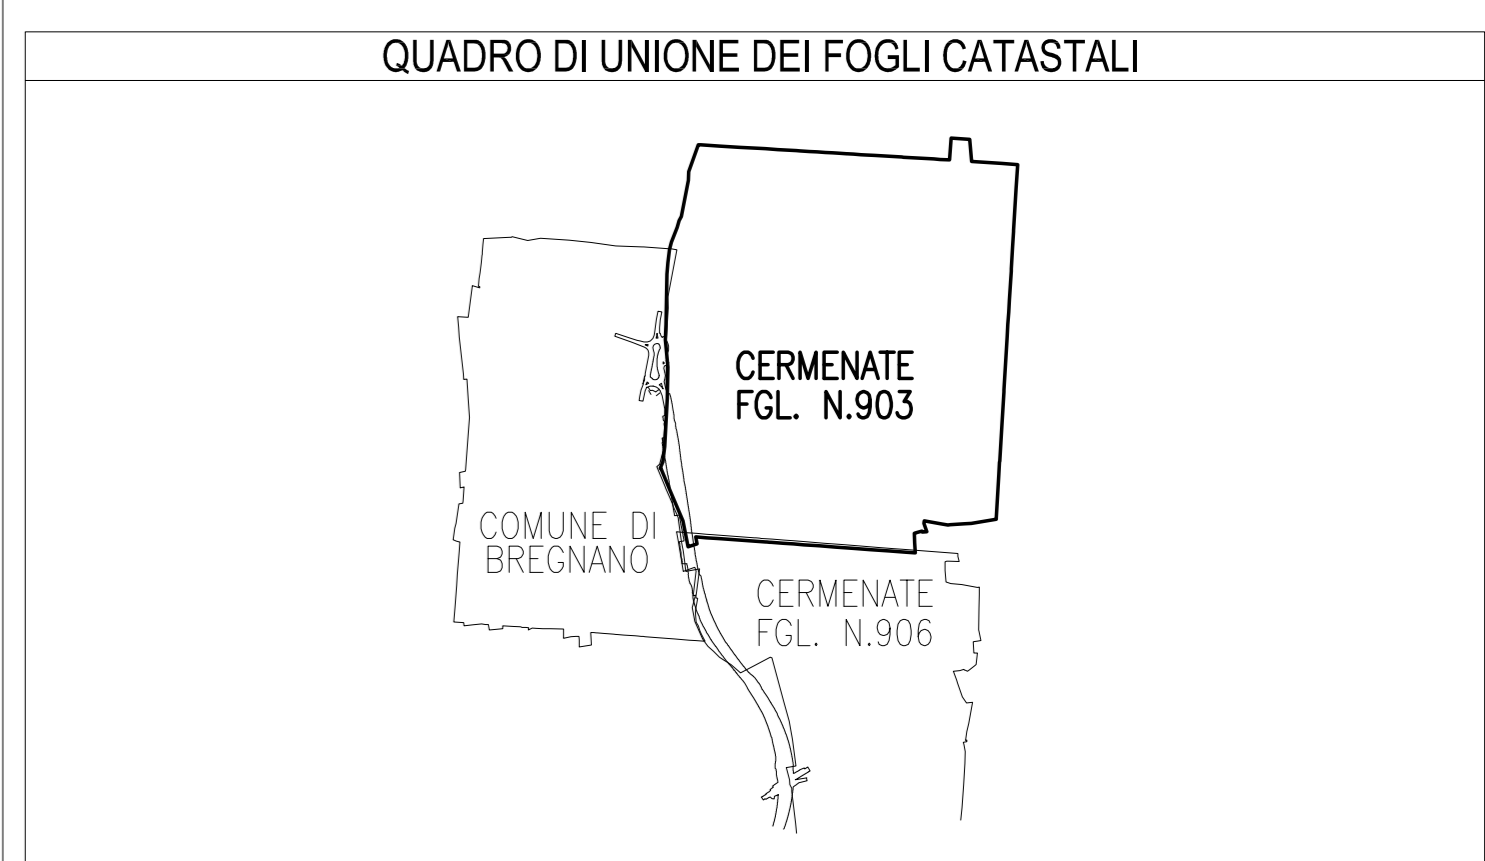 QUADRO DI UNIONE DEI FOGLI CATASTALI
CERMENATE
FGL. N.903
COMUNE DI
BREGNANO
CERMENATE
FGL. N.906